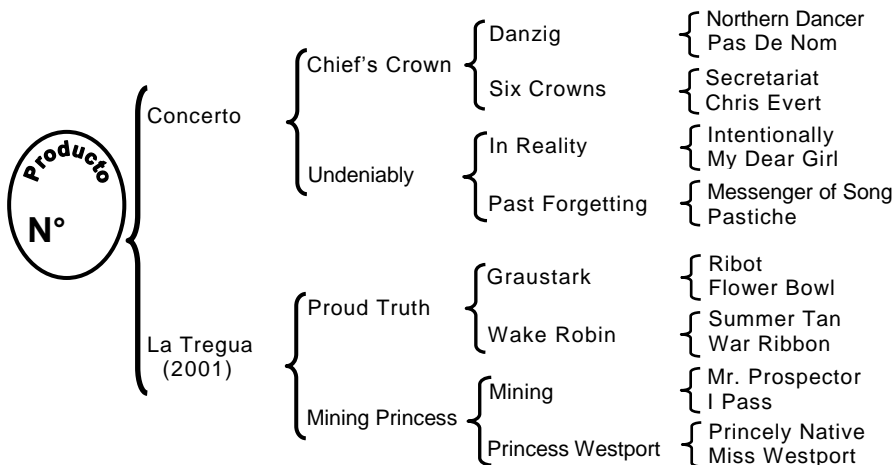 Producto
N°
Concerto
La Tregua
(2001)
Chief's Crown
Undeniably
Proud Truth
Mining Princess
Danzig
Six Crowns
In Reality
Past Forgetting
Graustark
Wake Robin
Mining
Princess Westport
Northern Dancer
Pas De Nom
Secretariat
Chris Evert
Intentionally
My Dear Girl
Messenger of Song
Pastiche
Ribot
Flower Bowl
Summer Tan
War Ribbon
Mr. Prospector
I Pass
Princely Native
Miss Westport